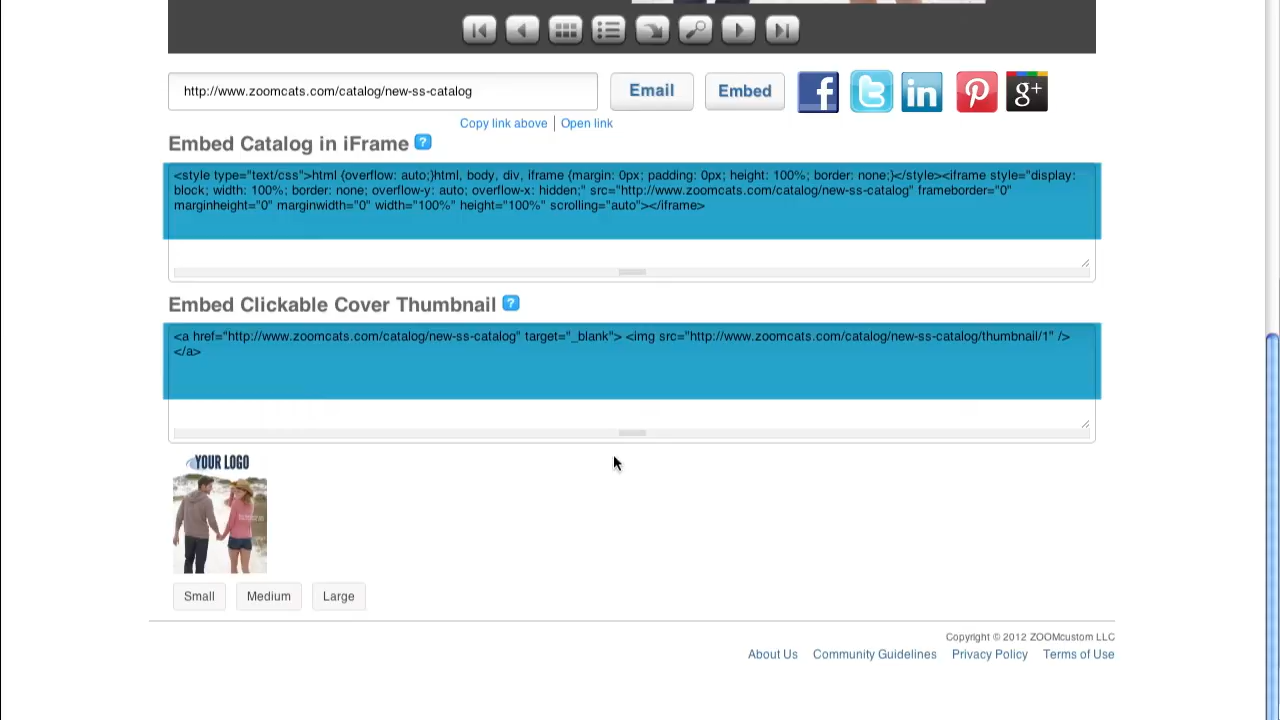 http://www.zoomcats.com/catalog/new-ss-catalog
Email
Embed
Copy link above
Open link
Embed Catalog in iFrame ?
<style type="text/css">html {overflow: auto;}html, body, div, iframe {margin: 0px; padding: 0px; height: 100%; border: none;}</style><iframe style="display:
block; width: 100%; border: none; overflow-y: auto; overflow-x: hidden;" src="http://www.zoomcats.com/catalog/new-ss-catalog" frameborder="0"
marginheight="0" marginwidth="0" width="100%" height="100%" scrolling="auto"></iframe>
Embed Clickable Cover Thumbnail ?
<a href="http://www.zoomcats.com/catalog/new-ss-catalog" target="_blank"> <img src="http://www.zoomcats.com/catalog/new-ss-catalog/thumbnail/1" />
</a>
YOUR LOGO
Small
Medium
Large
Copyright © 2012 ZOOMcustom LLC
About Us
Community Guidelines
Privacy Policy
Terms of Use